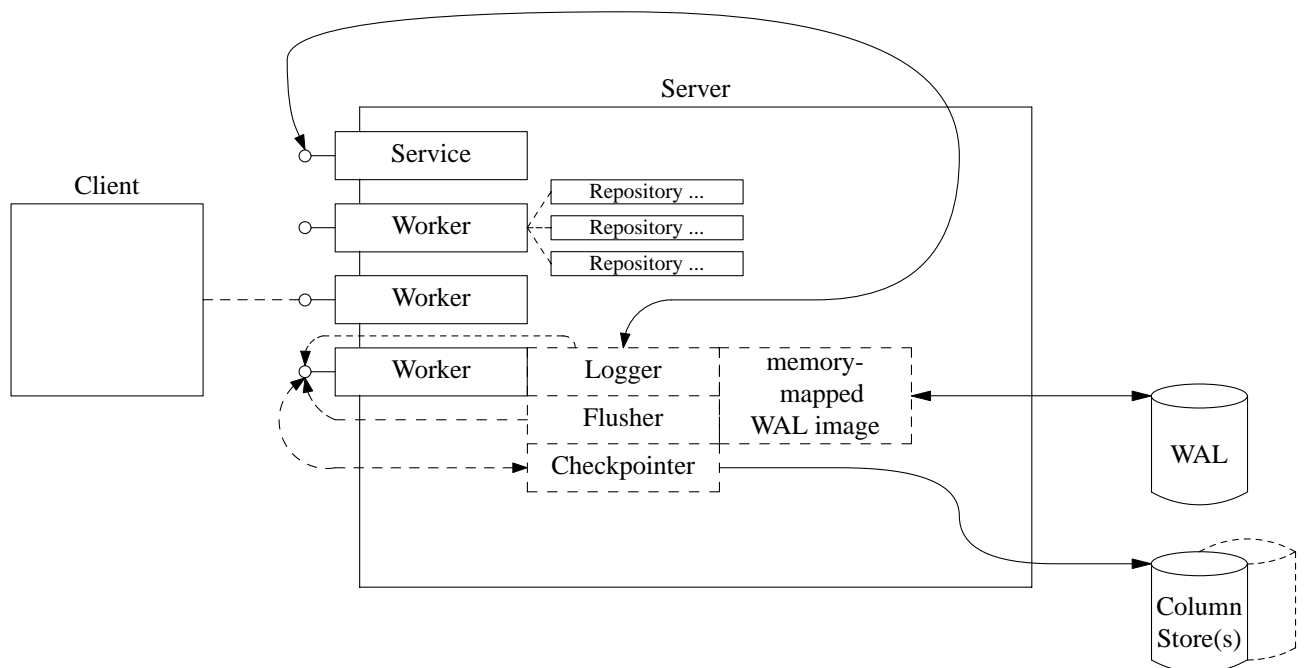 Server
Service
Client
Repository ...
Worker
Repository ...
Repository ...
Worker
Worker
Logger
memory-
mapped
WAL image
Flusher
Checkpointer
WAL
Column
Store(s)